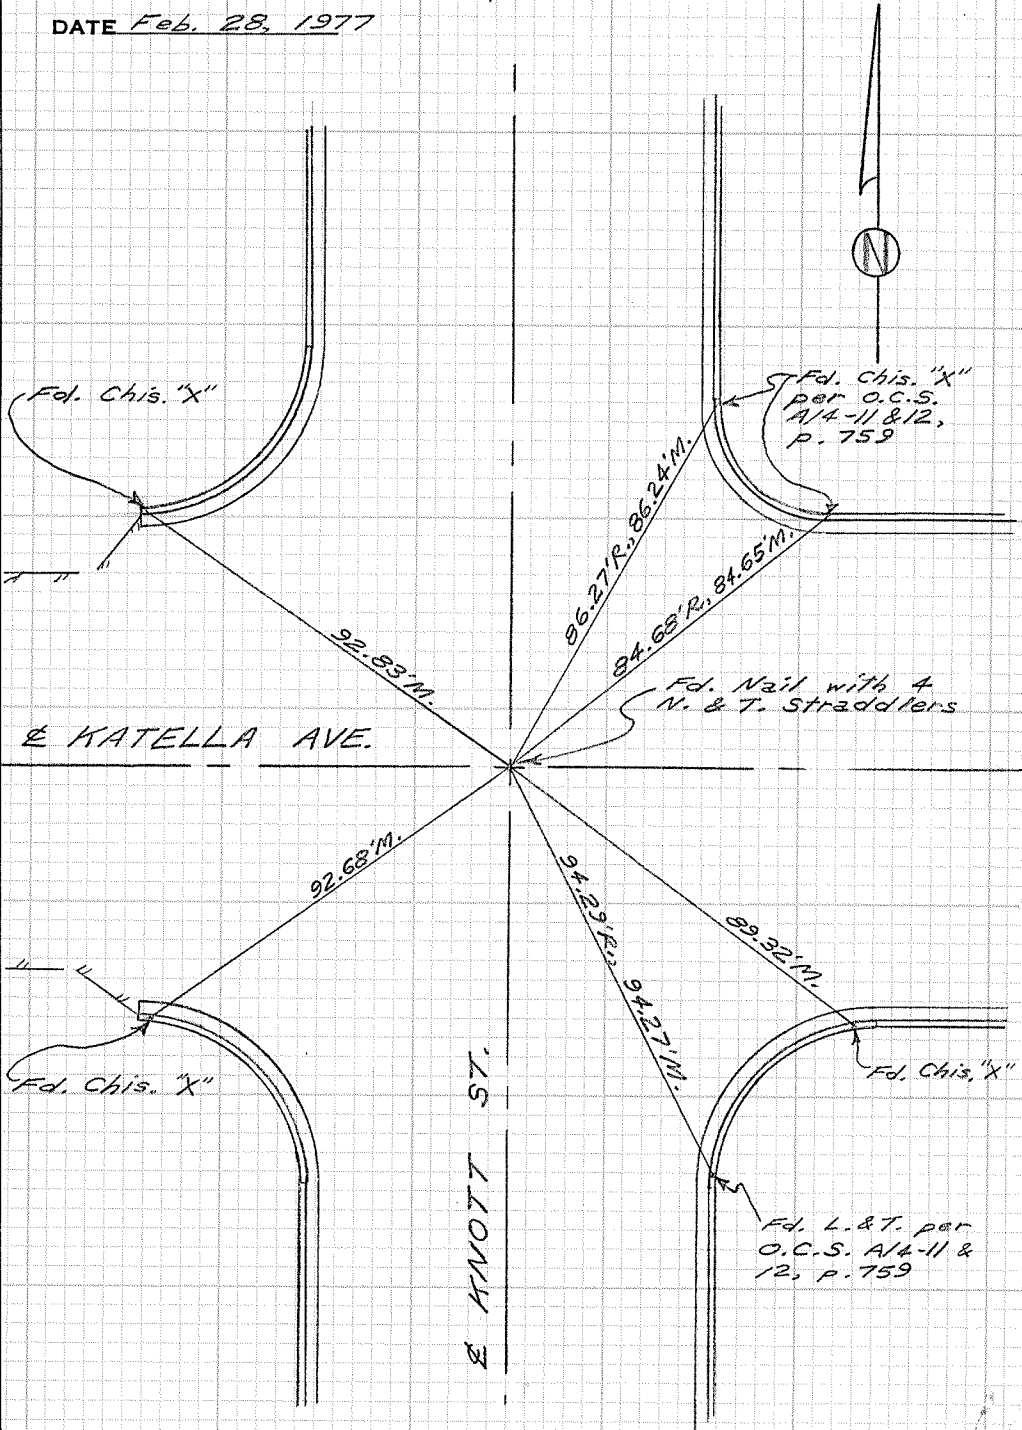 DATE Feb. 28, 1977
N
Fd. Chis. "X"
Fd. Chis. "X"
per O.C.S.
A14-11 & 12,
p. 759
86.27'R., 86.24'M.
84.68'R., 84.65'M.
92.83'M.
Fd. Nail with 4
N. & T. Straddlers
℄ KATELLA AVE.
92.68'M.
94.29'R., 94.27'M.
89.32'M.
Fd. Chis. "X"
Fd. Chis. "X"
℄ KNOTT ST.
Fd. L. & T. per
O.C.S. A14-11 &
12, p. 759